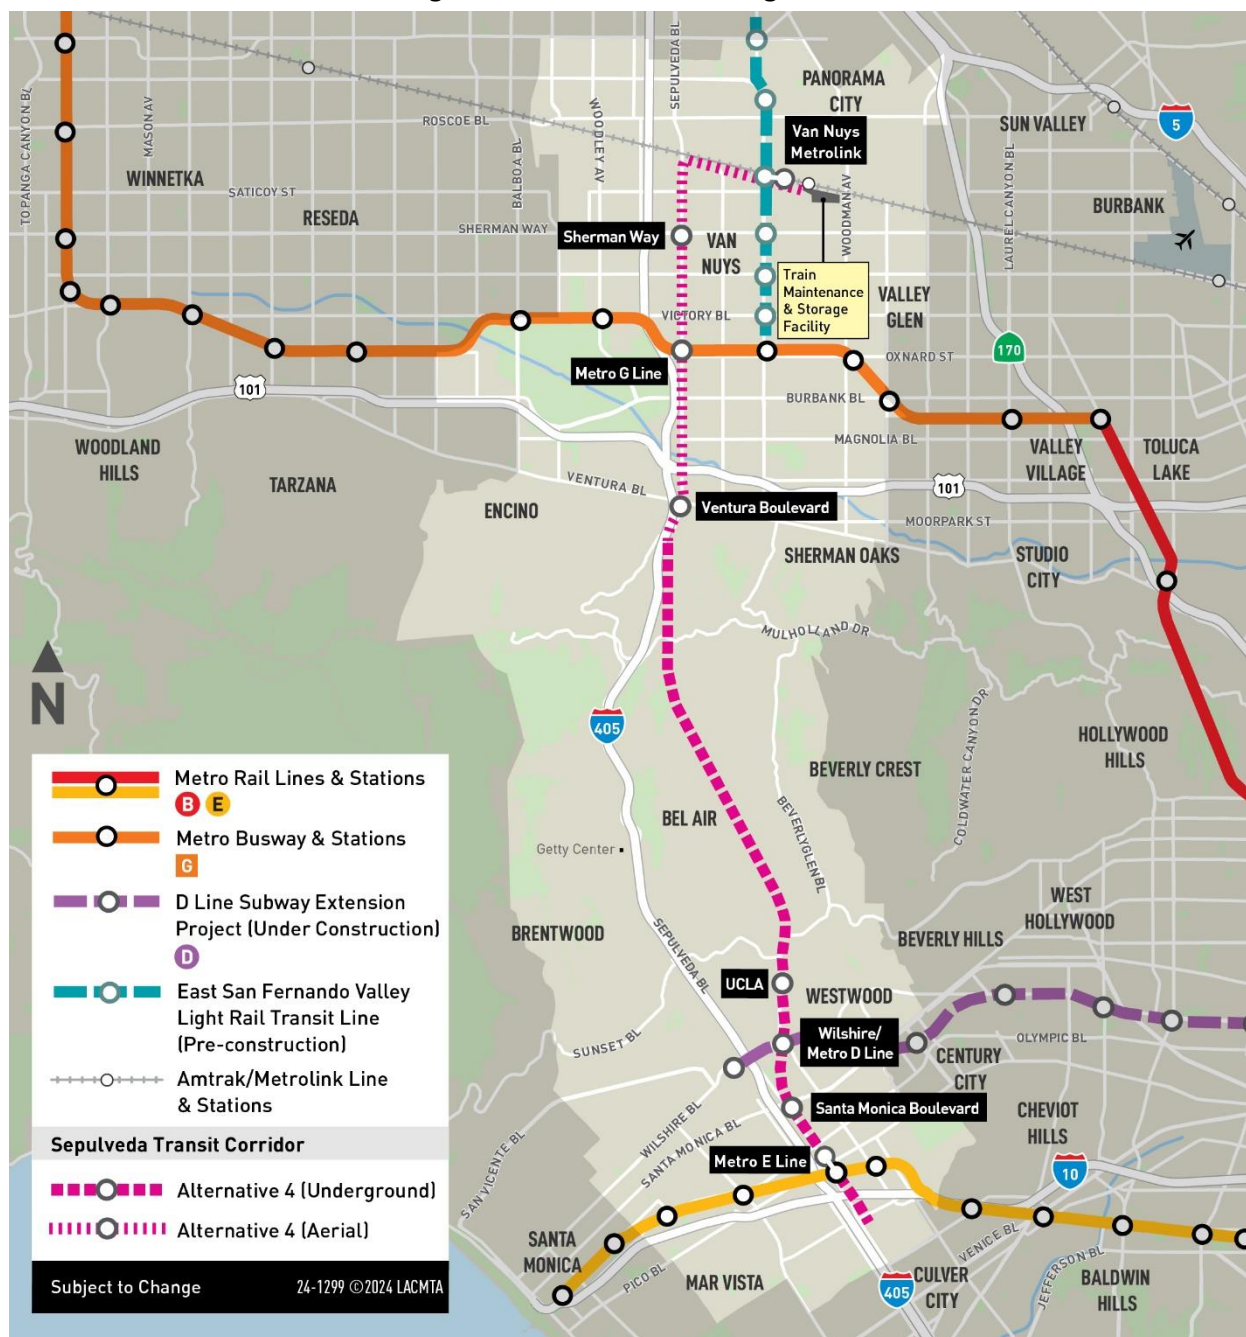 SEPULVEDA BL
PANORAMA
CITY
TOPANGA CANYON BL
MASON AV
ROSCOE BL
BALBOA BL
WOODLEY AV
Van Nuys
Metrolink
SUN VALLEY
5
WINNETKA
SATICOY ST
RESEDA
SHERMAN WAY
Sherman Way
VAN
NUYS
WOODMAN AV
LAUREL CANYON BL
BURBANK
Train
Maintenance
& Storage
Facility
VALLEY
GLEN
VICTORY BL
OXNARD ST
170
Metro G Line
101
BURBANK BL
MAGNOLIA BL
WOODLAND
HILLS
TARZANA
VENTURA BL
ENCINO
Ventura Boulevard
101
VALLEY
VILLAGE
TOLUCA
LAKE
MOORPARK ST
SHERMAN OAKS
STUDIO
CITY
MULHOLLAND DR
N
405
COLDWATER CANYON DR
HOLLYWOOD
HILLS
BEVERLY CREST
BEL AIR
BEVERLYGLEN BL
Getty Center
BRENTWOOD
SEPULVEDA BL
WEST
HOLLYWOOD
BEVERLY HILLS
UCLA
WESTWOOD
SUNSET BL
Wilshire/
Metro D Line
OLYMPIC BL
CENTURY
CITY
Santa Monica Boulevard
CHEVIOT
HILLS
WILSHIRE BL
SANTA MONICA BL
SAN VICENTE BL
Metro E Line
10
SANTA
MONICA
PICO BL
MAR VISTA
405
CULVER
CITY
VENICE BL
JEFFERSON BL
BALDWIN
HILLS
Metro Rail Lines & Stations
B E
Metro Busway & Stations
G
D Line Subway Extension
Project (Under Construction)
D
East San Fernando Valley
Light Rail Transit Line
(Pre-construction)
Amtrak/Metrolink Line
& Stations
Sepulveda Transit Corridor
Alternative 4 (Underground)
Alternative 4 (Aerial)
Subject to Change 24-1299 ©2024 LACMTA